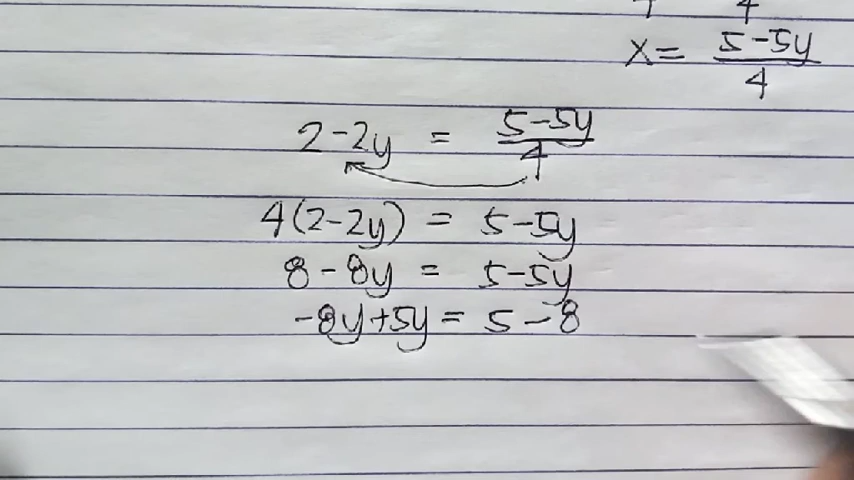 4
x = (5-5y)/4
2-2y = (5-5y)/4
4(2-2y) = 5-5y
8-8y = 5-5y
-8y+5y = 5-8